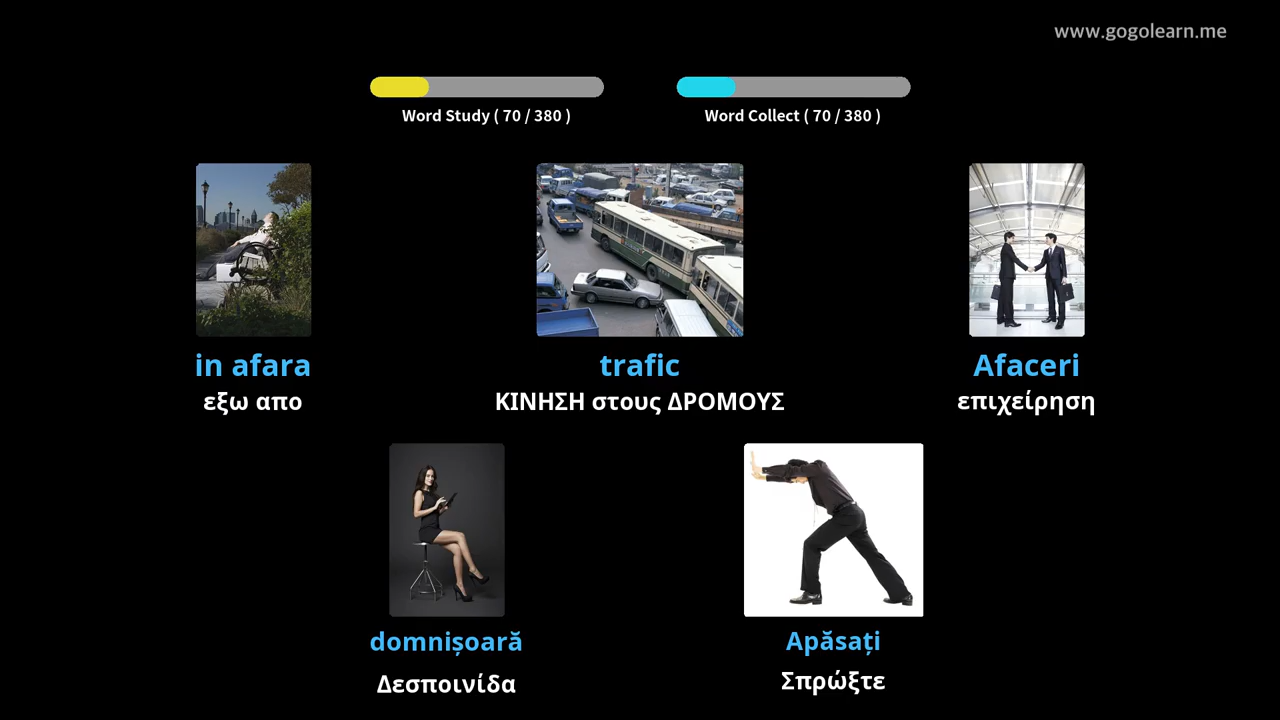 www.gogolearn.me
Word Study ( 70 / 380 )
Word Collect ( 70 / 380 )
in afara
trafic
Afaceri
εξω απο
ΚΙΝΗΣΗ στους ΔΡΟΜΟΥΣ
επιχείρηση
domnișoară
Apăsați
Δεσποινίδα
Σπρώξτε